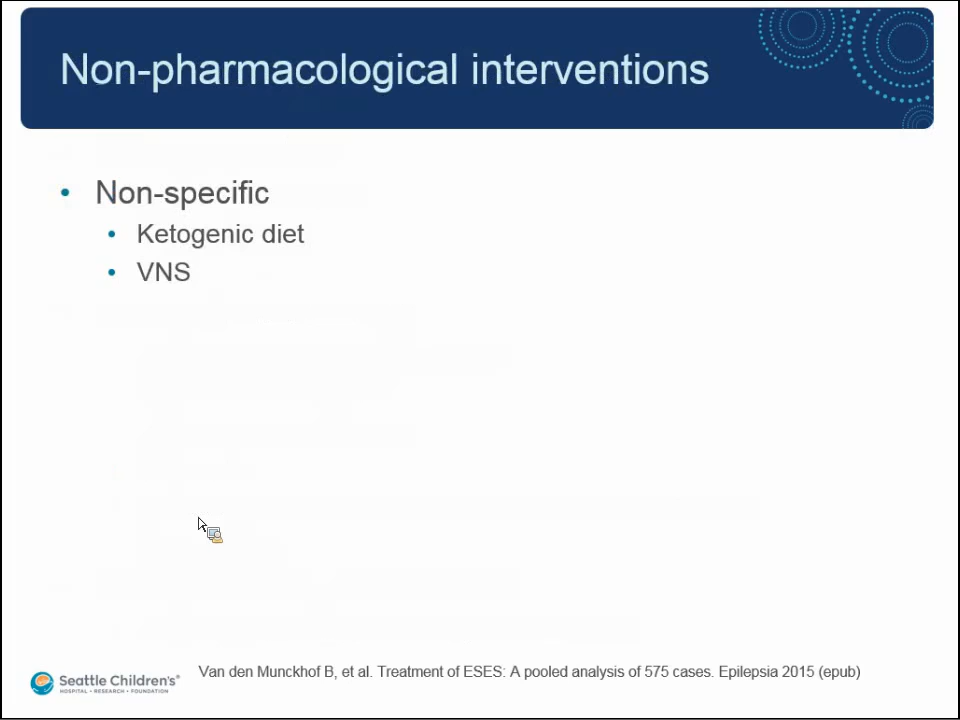 Non-pharmacological interventions
• Non-specific
• Ketogenic diet
• VNS
Van den Munckhof B, et al. Treatment of ESES: A pooled analysis of 575 cases. Epilepsia 2015 (epub)
Seattle Children's®
HOSPITAL • RESEARCH • FOUNDATION